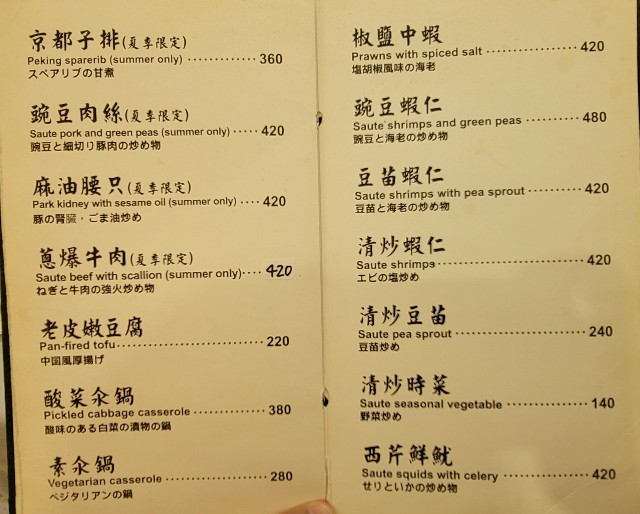 京都子排(夏季限定)
Peking sparerib (summer only) ············· 360
スペアリブの甘煮
豌豆肉絲(夏季限定)
Saute pork and green peas (summer only) ····· 420
豌豆と細切り豚肉の炒め物
麻油腰只(夏季限定)
Park kidney with sesame oil (summer only) ···· 420
豚の腎臓・ごま油炒め
蔥爆牛肉(夏季限定)
Saute beef with scallion (summer only)···· 420
ねぎと牛肉の強火炒め物
老皮嫩豆腐
Pan-fired tofu·························· 220
中国風厚揚げ
酸菜汆鍋
Pickled cabbage casserole ············· 380
酸味のある白菜の漬物の鍋
素汆鍋
Vegetarian casserole ··················· 280
ベジタリアンの鍋
椒鹽中蝦
Prawns with spiced salt ·················· 420
塩胡椒風味の海老
豌豆蝦仁
Saute shrimps and green peas ·········· 480
豌豆と海老の炒め物
豆苗蝦仁
Saute shrimps with pea sprout ·········· 420
豆苗と海老の炒め物
清炒蝦仁
Saute shrimps··························· 420
エビの塩炒め
清炒豆苗
Saute pea sprout ························ 240
豆苗炒め
清炒時菜
Saute seasonal vegetable ··············· 140
野菜炒め
西芹鮮魷
Saute squids with celery ················ 420
せりといかの炒め物